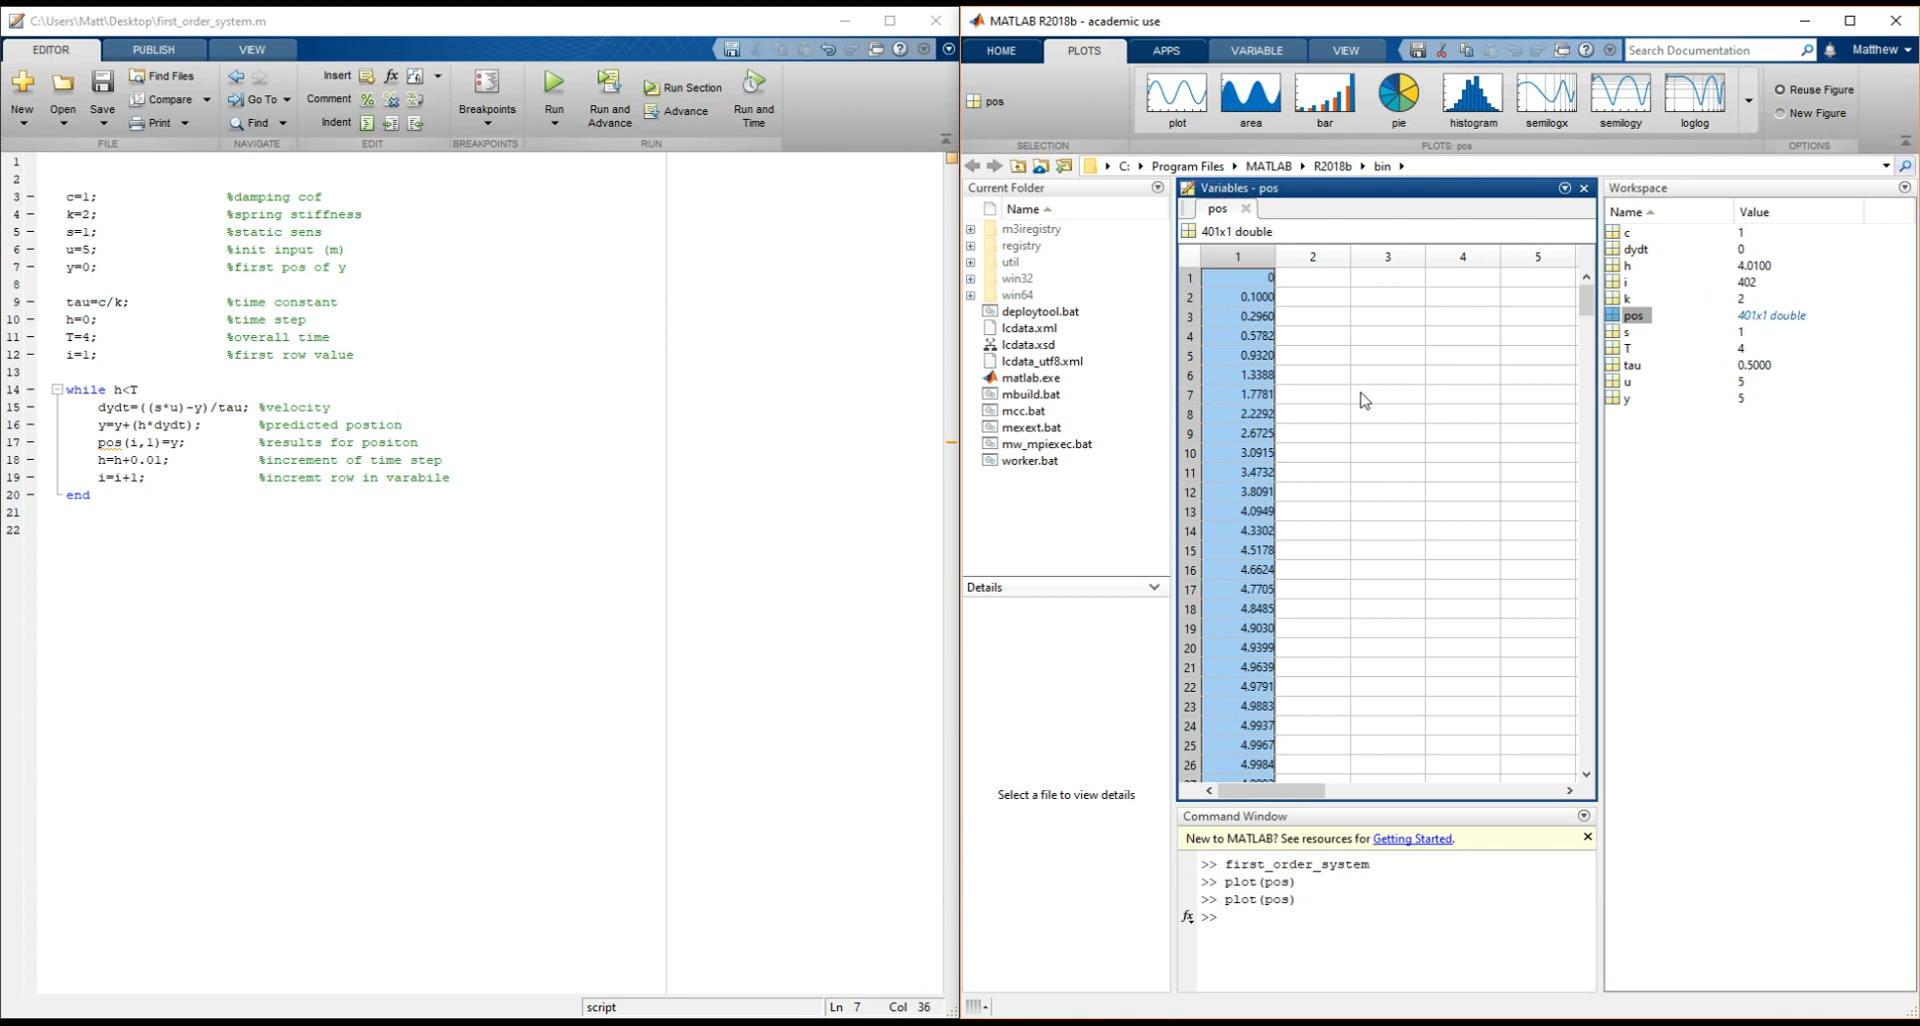 C:\Users\Matt\Desktop\first_order_system.m
EDITOR PUBLISH VIEW
New Open Save
Find Files
Compare
Print
Go To
Find
Insert fx
Comment
Indent
Breakpoints
Run
Run and Advance
Run Section
Advance
Run and Time
FILE NAVIGATE EDIT BREAKPOINTS RUN
1
2
3 – c=1; %damping cof
4 – k=2; %spring stiffness
5 – s=1; %static sens
6 – u=5; %init input (m)
7 – y=0; %first pos of y
8
9 – tau=c/k; %time constant
10 – h=0; %time step
11 – T=4; %overall time
12 – i=1; %first row value
13
14 – while h<T
15 – dydt=((s*u)-y)/tau; %velocity
16 – y=y+(h*dydt); %predicted postion
17 – pos(i,1)=y; %results for positon
18 – h=h+0.01; %increment of time step
19 – i=i+1; %incremt row in varabile
20 – end
21
22
script Ln 7 Col 36
MATLAB R2018b - academic use
HOME PLOTS APPS VARIABLE VIEW
Search Documentation
Matthew
pos
plot area bar pie histogram semilogx semilogy loglog
Reuse Figure
New Figure
SELECTION PLOTS: pos OPTIONS
C: Program Files MATLAB R2018b bin
Current Folder
Name
m3iregistry
registry
util
win32
win64
deploytool.bat
lcdata.xml
lcdata.xsd
lcdata_utf8.xml
matlab.exe
mbuild.bat
mcc.bat
mexext.bat
mw_mpiexec.bat
worker.bat
Details
Select a file to view details
Variables - pos
pos
401x1 double
1 2 3 4 5
1 0
2 0.1000
3 0.2960
4 0.5782
5 0.9320
6 1.3388
7 1.7781
8 2.2292
9 2.6725
10 3.0915
11 3.4732
12 3.8091
13 4.0949
14 4.3302
15 4.5178
16 4.6624
17 4.7705
18 4.8485
19 4.9030
20 4.9399
21 4.9639
22 4.9791
23 4.9883
24 4.9937
25 4.9967
26 4.9984
Command Window
New to MATLAB? See resources for Getting Started.
>> first_order_system
>> plot(pos)
>> plot(pos)
fx >>
Workspace
Name Value
c 1
dydt 0
h 4.0100
i 402
k 2
pos 401x1 double
s 1
T 4
tau 0.5000
u 5
y 5